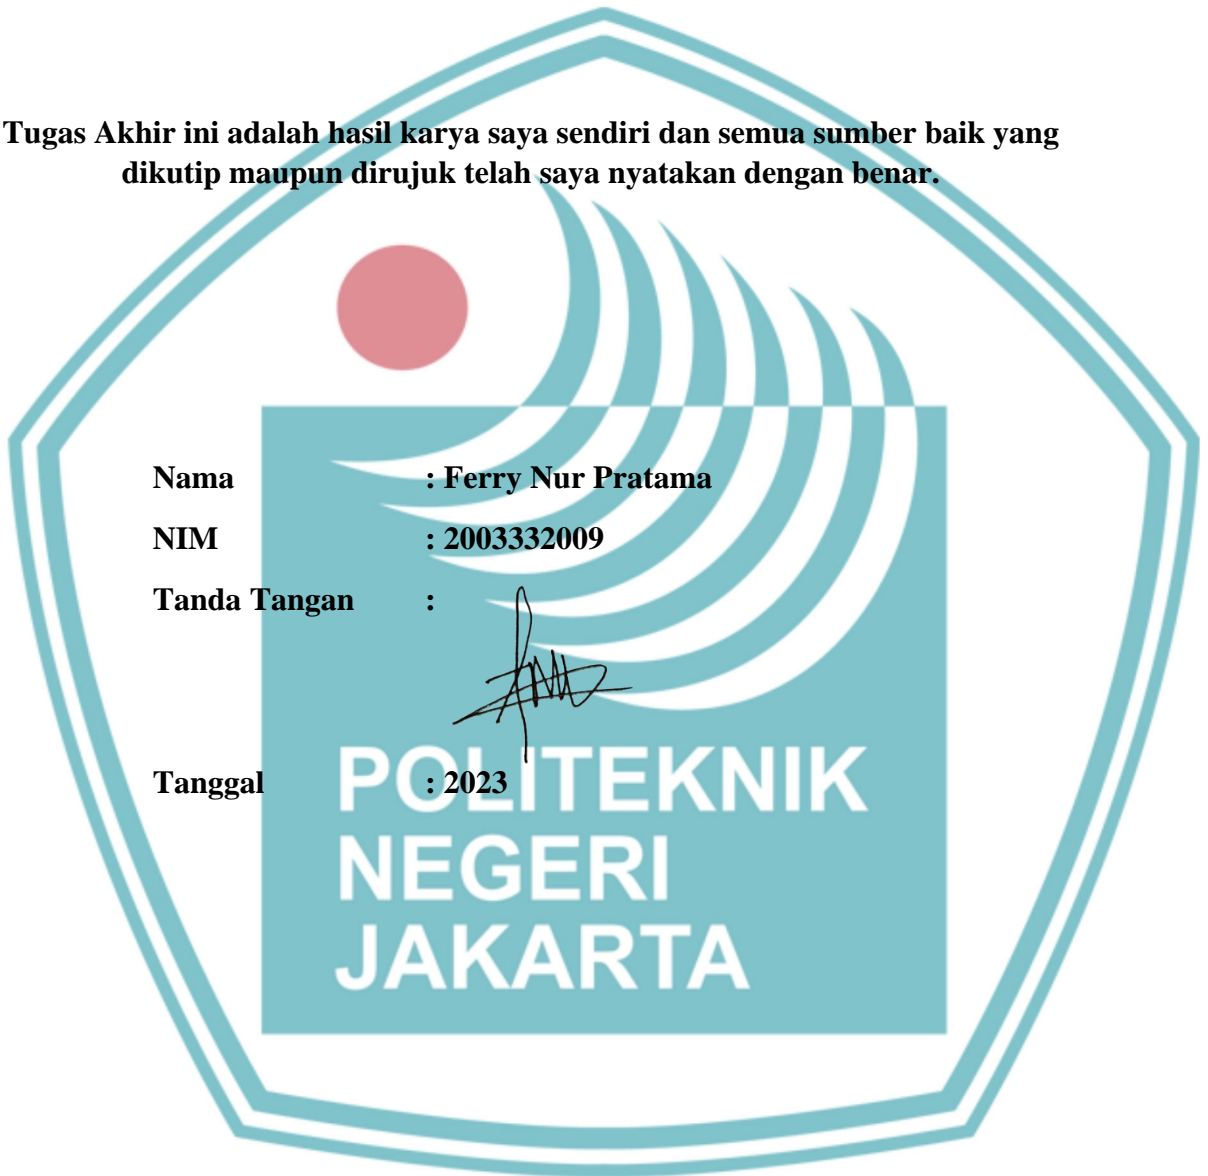 Tugas Akhir ini adalah hasil karya saya sendiri dan semua sumber baik yang
dikutip maupun dirujuk telah saya nyatakan dengan benar.
Nama : Ferry Nur Pratama
NIM : 2003332009
Tanda Tangan :
Tanggal : 2023
POLITEKNIK
NEGERI
JAKARTA